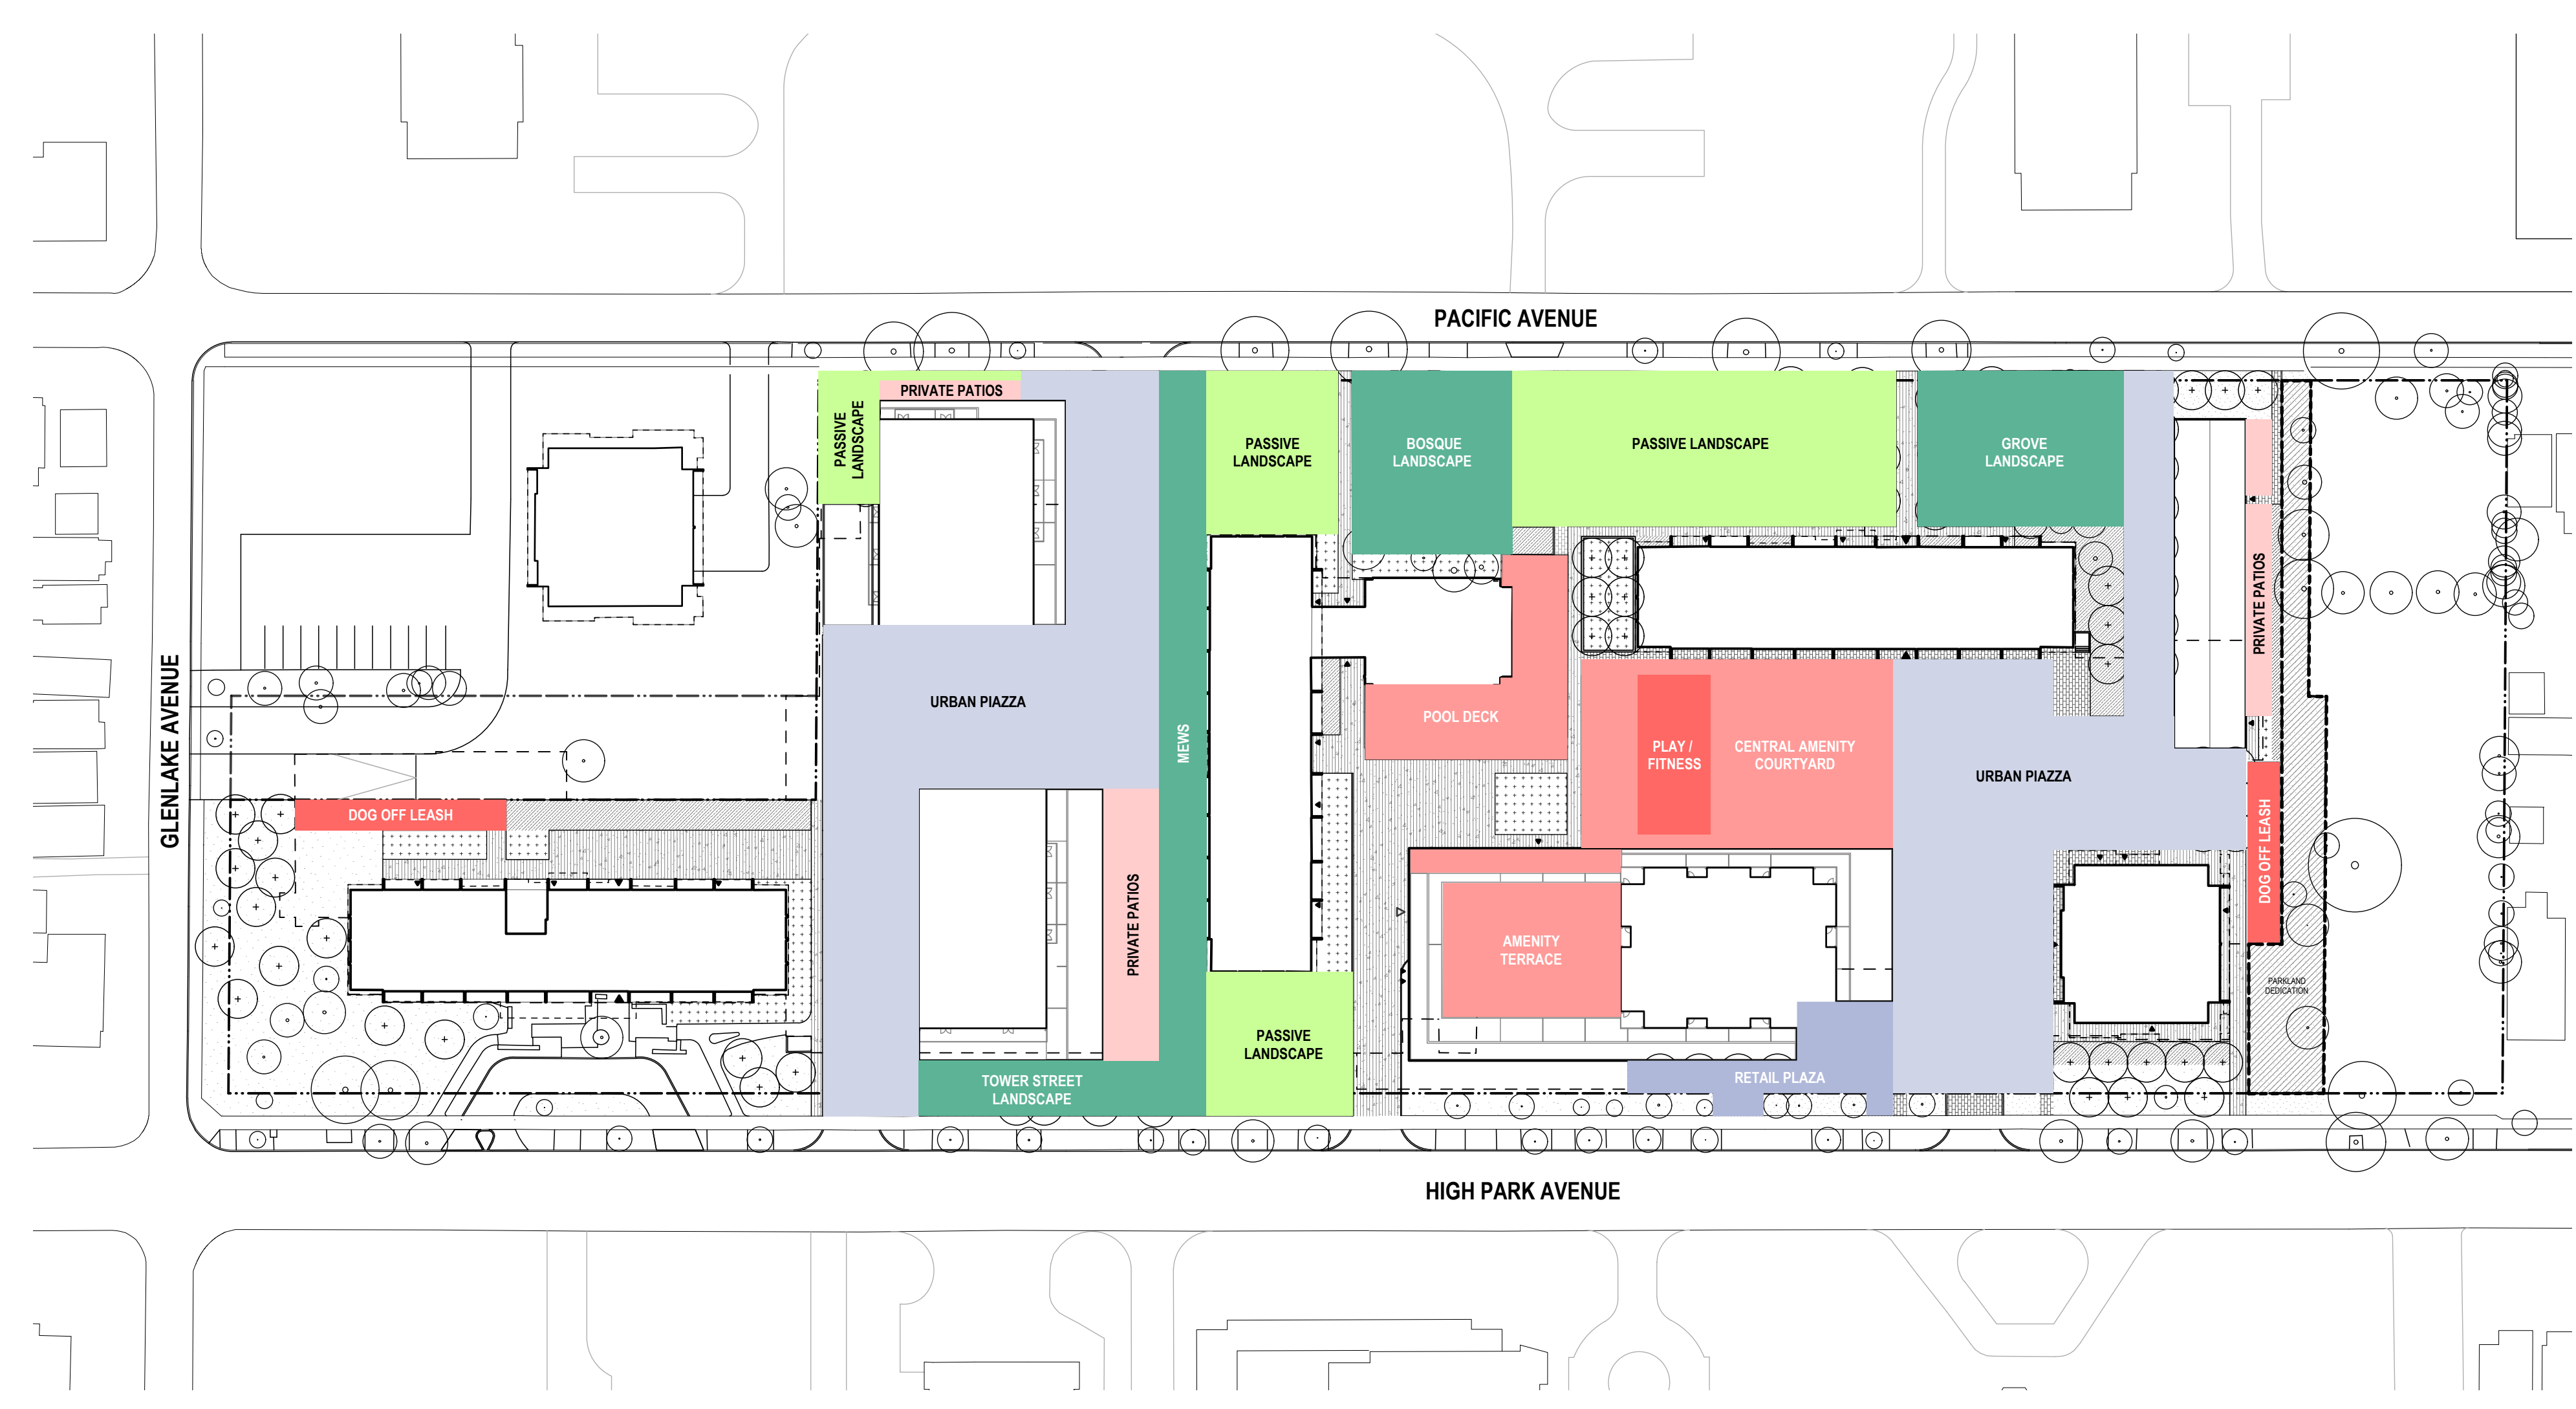 PACIFIC AVENUE
PRIVATE PATIOS
PASSIVE
LANDSCAPE
PASSIVE
LANDSCAPE
BOSQUE
LANDSCAPE
PASSIVE LANDSCAPE
GROVE
LANDSCAPE
PRIVATE PATIOS
GLENLAKE AVENUE
URBAN PIAZZA
MEWS
POOL DECK
PLAY /
FITNESS
CENTRAL AMENITY
COURTYARD
URBAN PIAZZA
DOG OFF LEASH
DOG OFF LEASH
PRIVATE PATIOS
AMENITY
TERRACE
PARKLAND
DEDICATION
PASSIVE
LANDSCAPE
TOWER STREET
LANDSCAPE
RETAIL PLAZA
HIGH PARK AVENUE